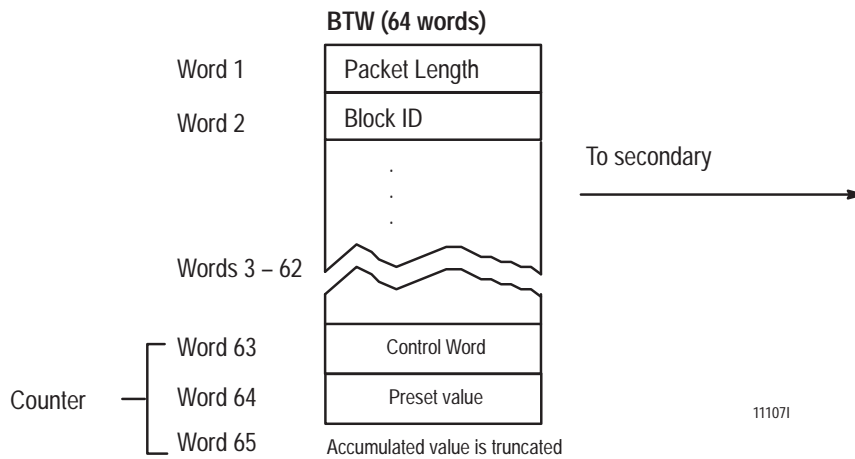 BTW (64 words)
Word 1 Packet Length
Word 2 Block ID
To secondary
Words 3 – 62
Word 63 Control Word
Counter Word 64 Preset value
11107I
Word 65 Accumulated value is truncated